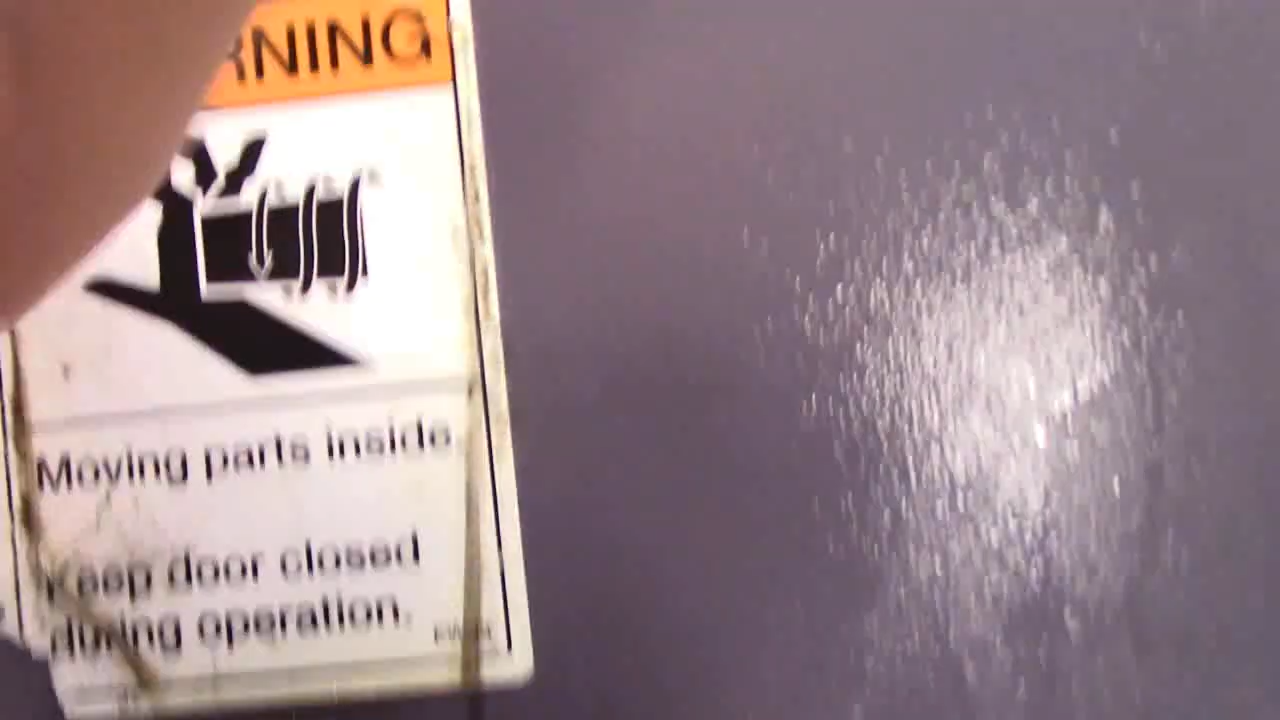 RNING
Moving parts inside
Keep door closed
during operation.